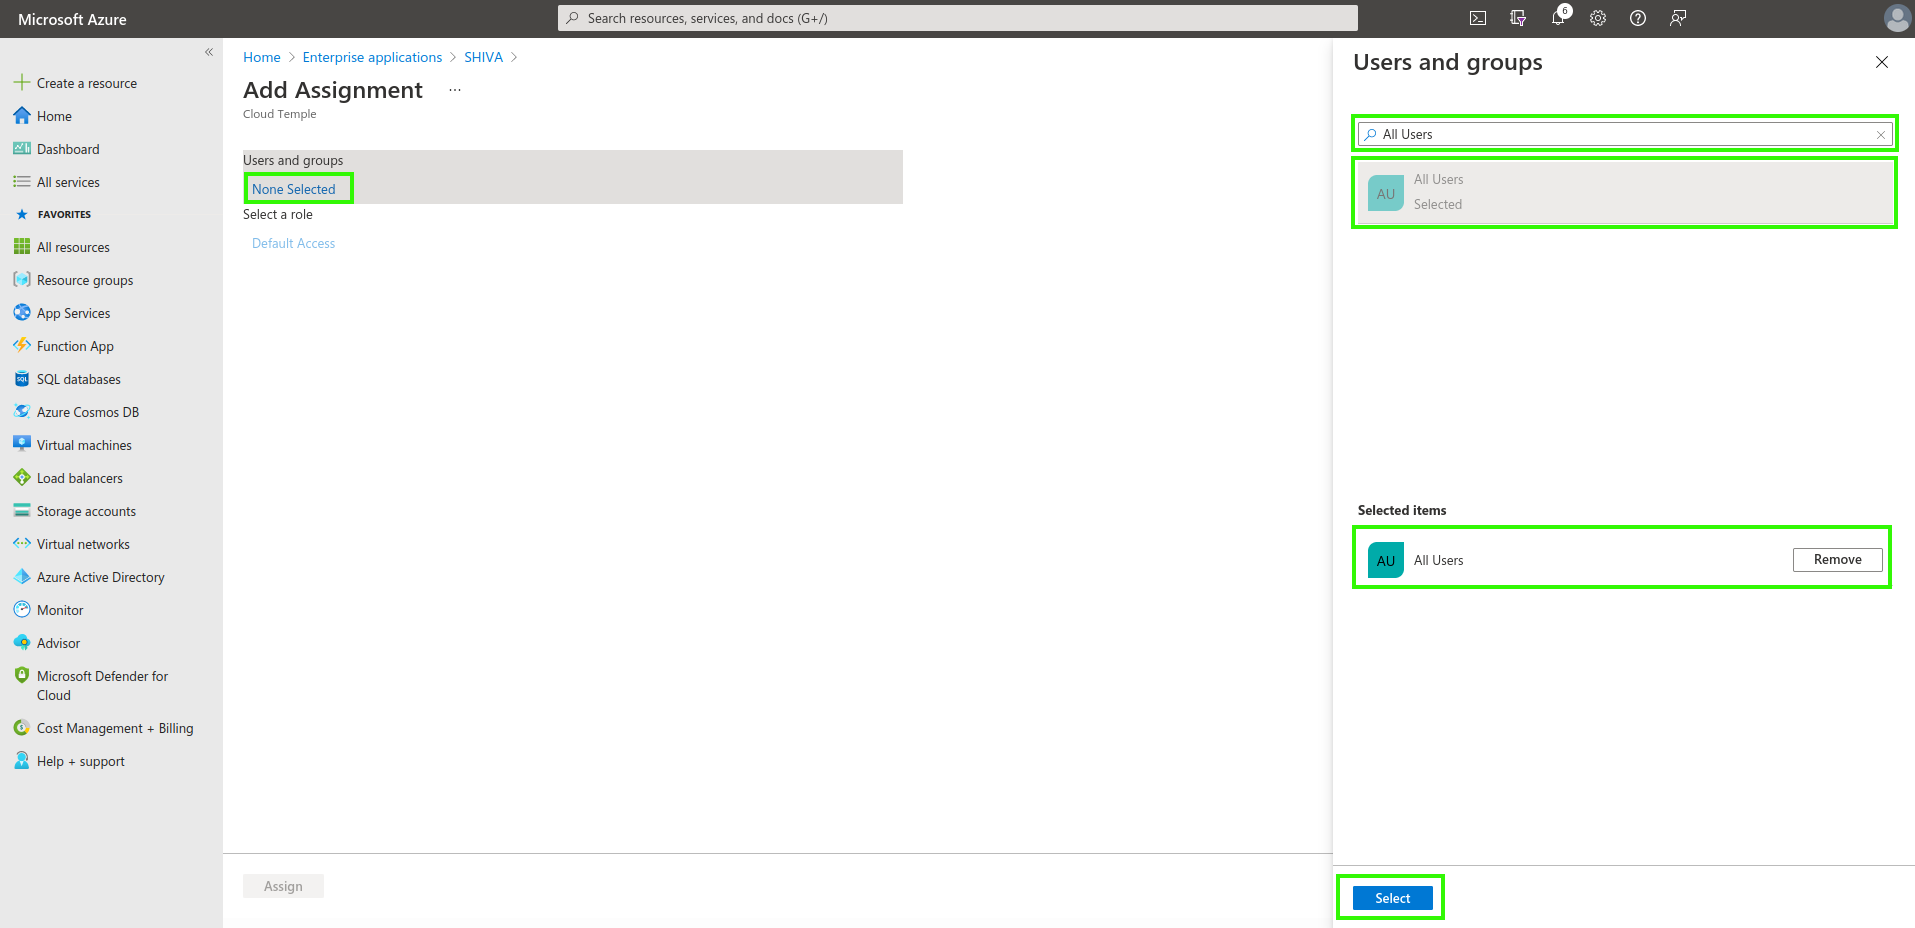 Microsoft Azure
Search resources, services, and docs (G+/)
6
«
Create a resource
Home
Dashboard
All services
FAVORITES
All resources
Resource groups
App Services
Function App
SQL databases
Azure Cosmos DB
Virtual machines
Load balancers
Storage accounts
Virtual networks
Azure Active Directory
Monitor
Advisor
Microsoft Defender for
Cloud
Cost Management + Billing
Help + support
Home > Enterprise applications > SHIVA >
Add Assignment ...
Cloud Temple
Users and groups
None Selected
Select a role
Default Access
Assign
Users and groups
All Users
AU
All Users
Selected
Selected items
AU
All Users
Remove
Select